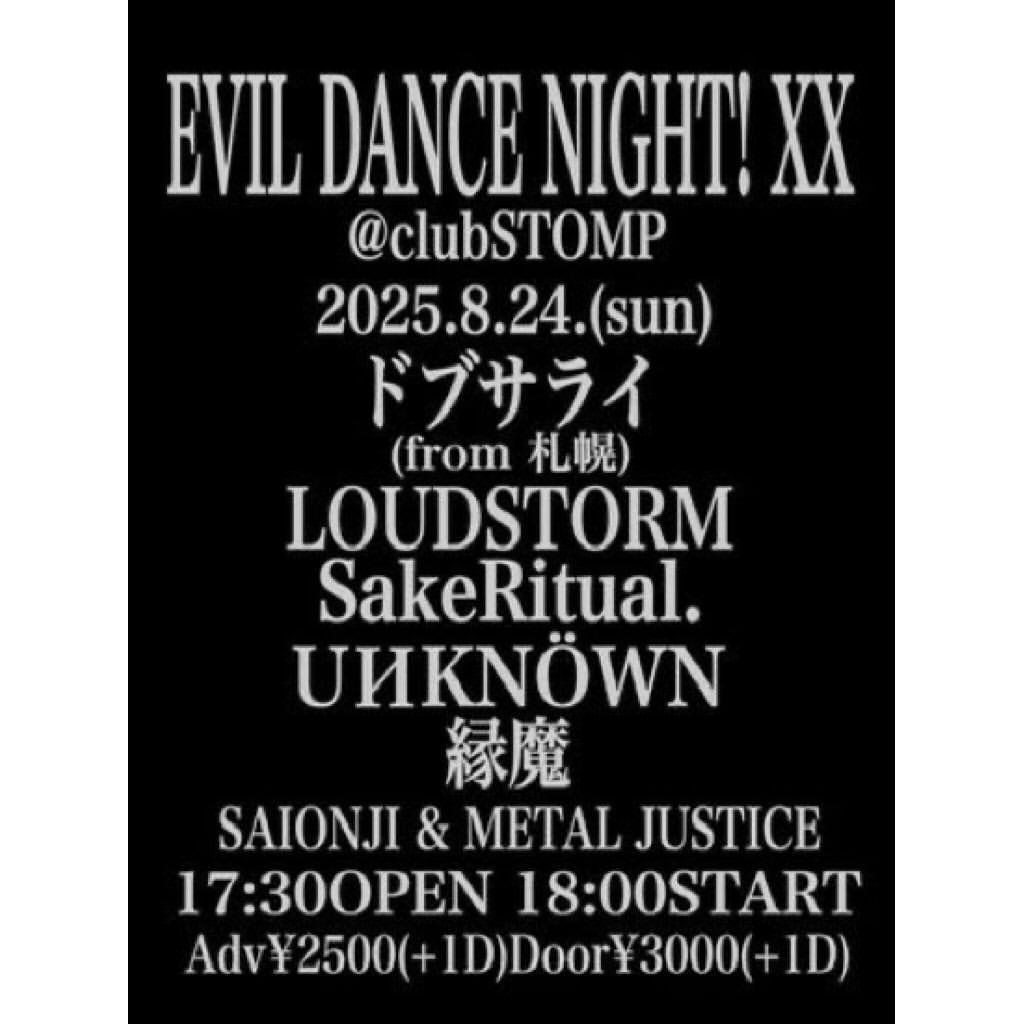 EVIL DANCE NIGHT! XX
@clubSTOMP
2025.8.24.(sun)
ドブサライ
(from 札幌)
LOUDSTORM
SakeRitual.
UИKNÖWN
縁魔
SAIONJI & METAL JUSTICE
17:30OPEN 18:00START
Adv¥2500(+1D)Door¥3000(+1D)